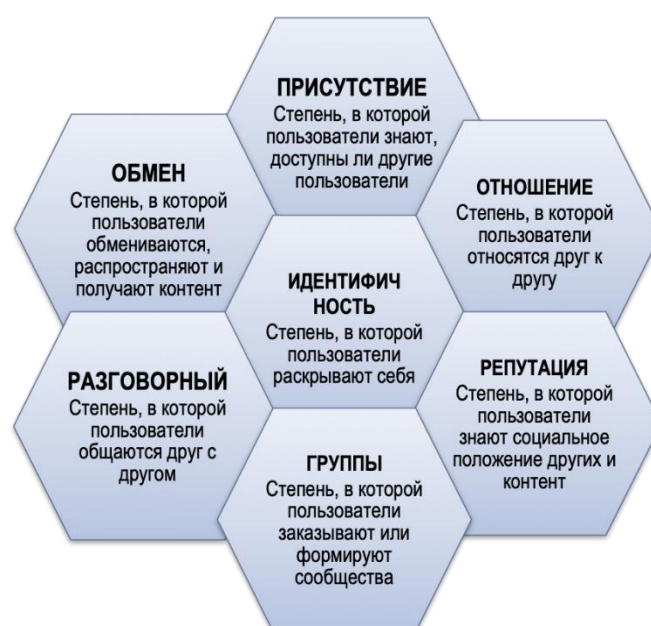 ПРИСУТСТВИЕ
Степень, в которой
пользователи знают,
доступны ли другие
пользователи
ОБМЕН
Степень, в которой
пользователи
обмениваются,
распространяют и
получают контент
ОТНОШЕНИЕ
Степень, в которой
пользователи
относятся друг к
другу
ИДЕНТИФИЧ
НОСТЬ
Степень, в которой
пользователи
раскрывают себя
РАЗГОВОРНЫЙ
Степень, в которой
пользователи
общаются друг с
другом
РЕПУТАЦИЯ
Степень, в которой
пользователи
знают социальное
положение других и
контент
ГРУППЫ
Степень, в которой
пользователи
заказывают или
формируют
сообщества